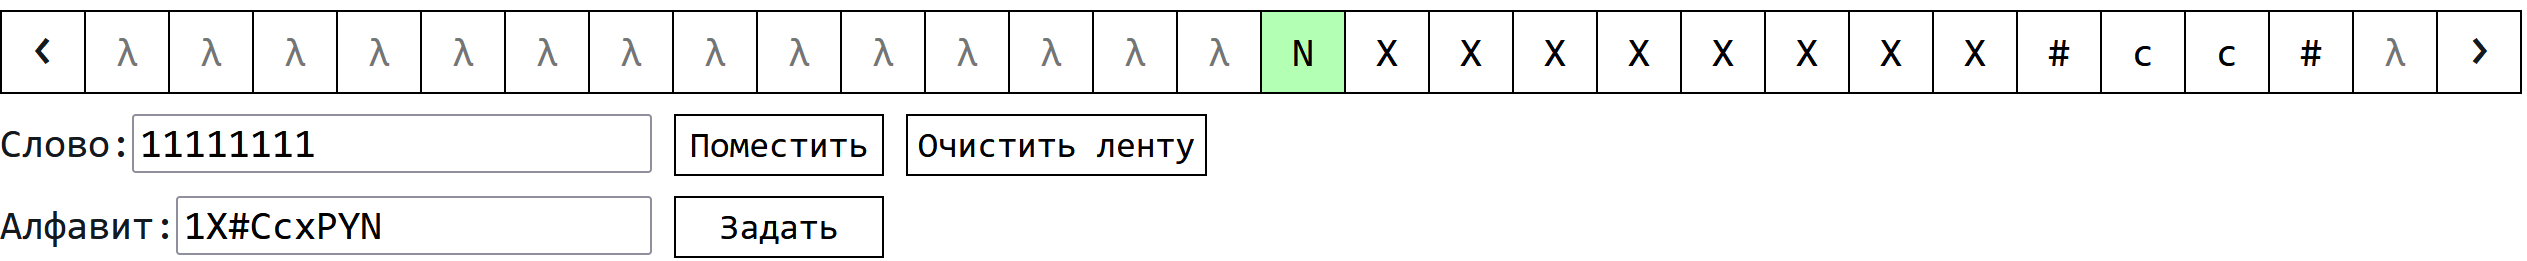 < λ λ λ λ λ λ λ λ λ λ λ λ λ λ N X X X X X X X X # c c # λ >
Слово: 11111111 Поместить Очистить ленту
Алфавит: 1X#CcxPYN Задать